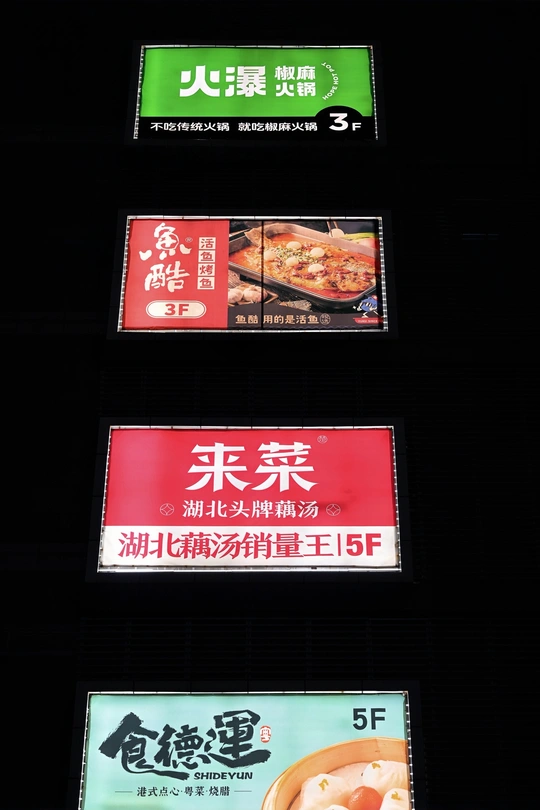 火瀑 椒麻火锅
HOPE HOT POT
不吃传统火锅 就吃椒麻火锅 3F
魚酷 活鱼烤鱼
3F
鱼酷 用的是活鱼
来菜
湖北头牌藕汤
湖北藕汤销量王|5F
5F
食德運
SHIDEYUN
港式点心·粤菜·烧腊